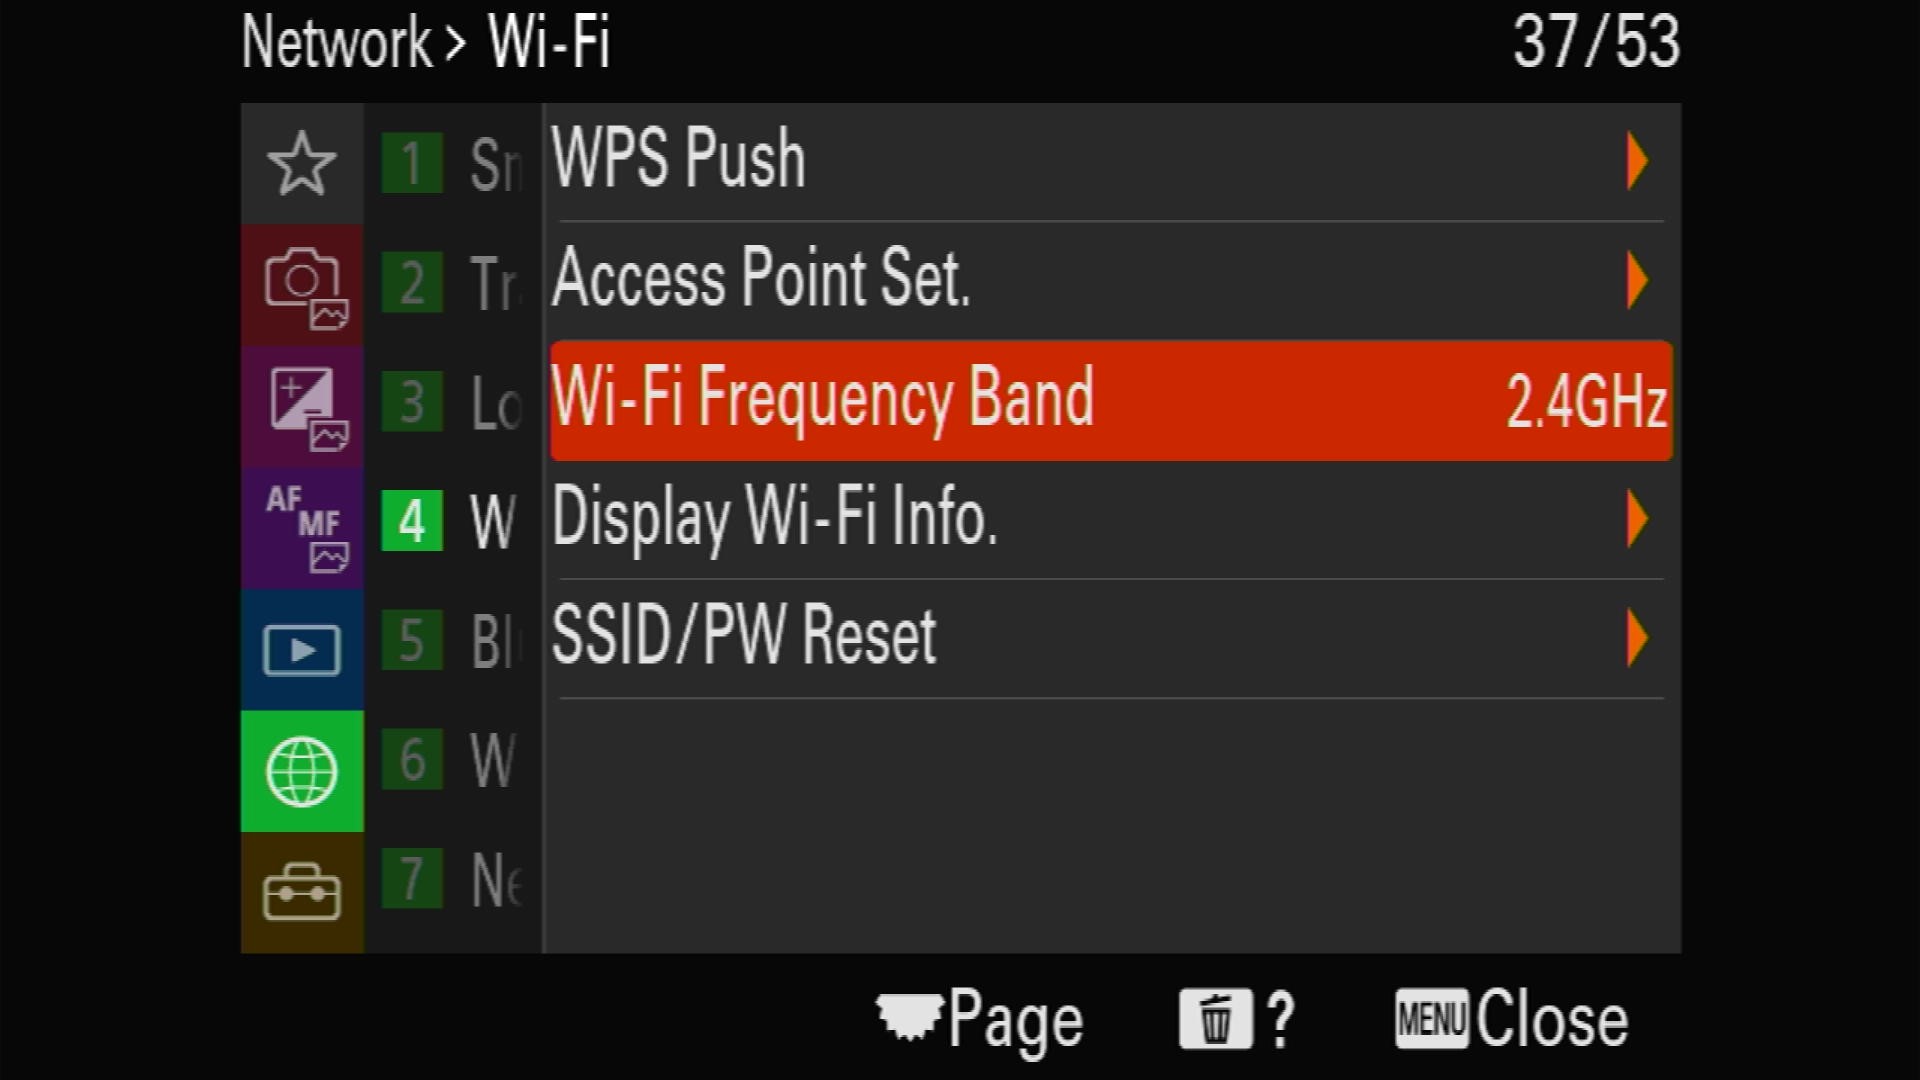 Network > Wi-Fi 37/53
1 Sn
2 Tr
3 Lo
4 W
5 Bl
6 W
7 Ne
AF
MF
WPS Push
Access Point Set.
Wi-Fi Frequency Band 2.4GHz
Display Wi-Fi Info.
SSID/PW Reset
Page ? MENU Close